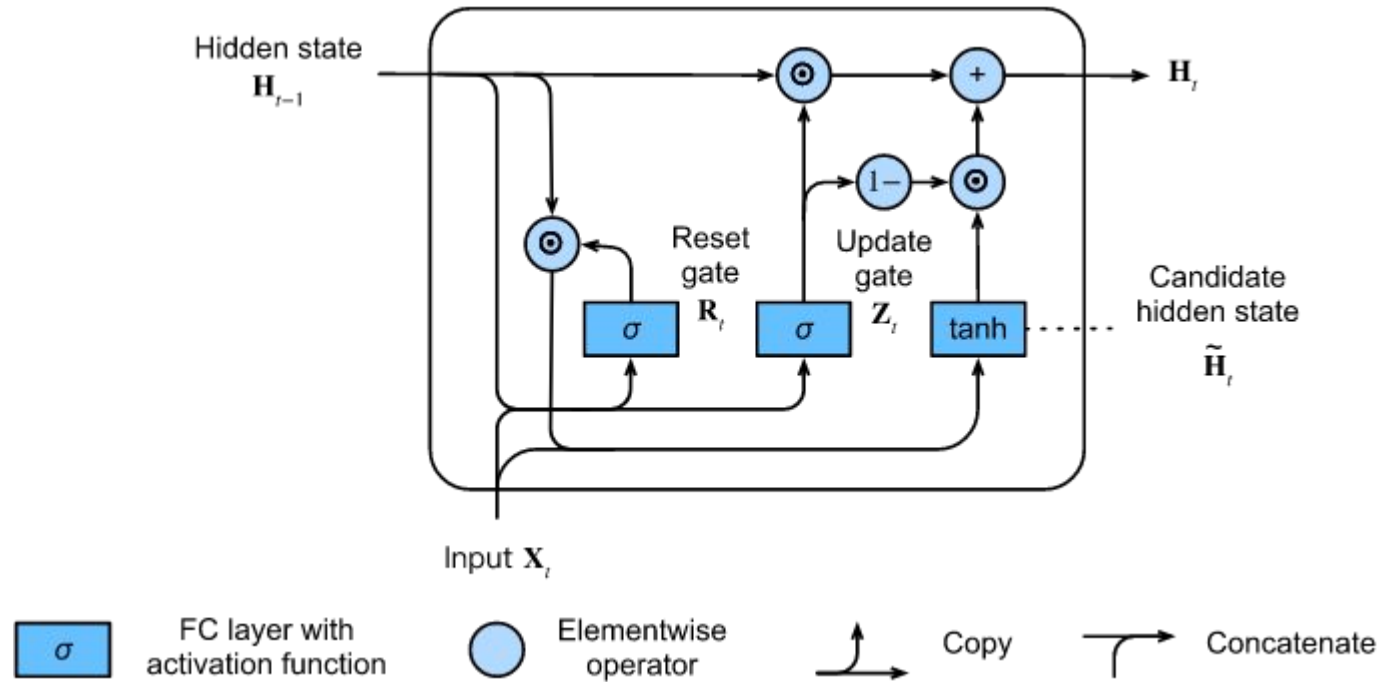 Hidden state
H_{t−1}
⊙
+
H_t
1−
⊙
⊙
Reset
gate
R_t
Update
gate
Z_t
Candidate
hidden state
H̃_t
σ
σ
tanh
Input X_t
σ
FC layer with
activation function
Elementwise
operator
Copy
Concatenate